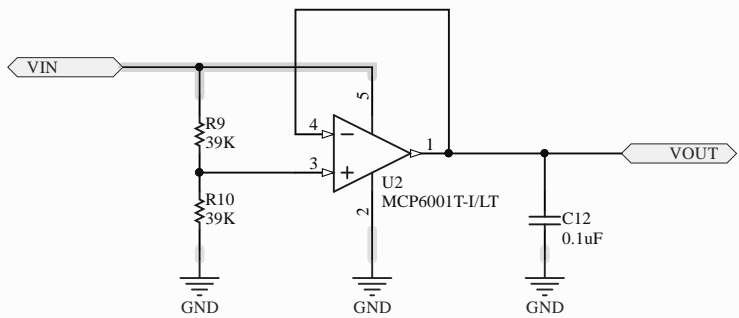 VIN
5
R9
39K
4
1
VOUT
3
R10
39K
U2
MCP6001T-I/LT
2
C12
0.1uF
GND
GND
GND